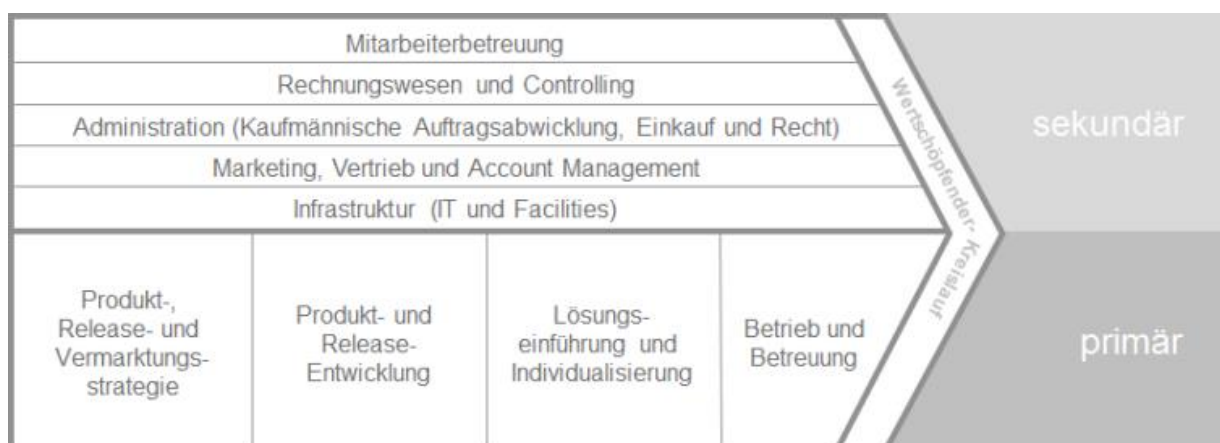 Mitarbeiterbetreuung
Rechnungswesen und Controlling
Administration (Kaufmännische Auftragsabwicklung, Einkauf und Recht)
Marketing, Vertrieb und Account Management
Infrastruktur (IT und Facilities)
Produkt-,
Release- und
Vermarktungs-
strategie
Produkt- und
Release-
Entwicklung
Lösungs-
einführung und
Individualisierung
Betrieb und
Betreuung
Wertschöpfender- Kreislauf
sekundär
primär